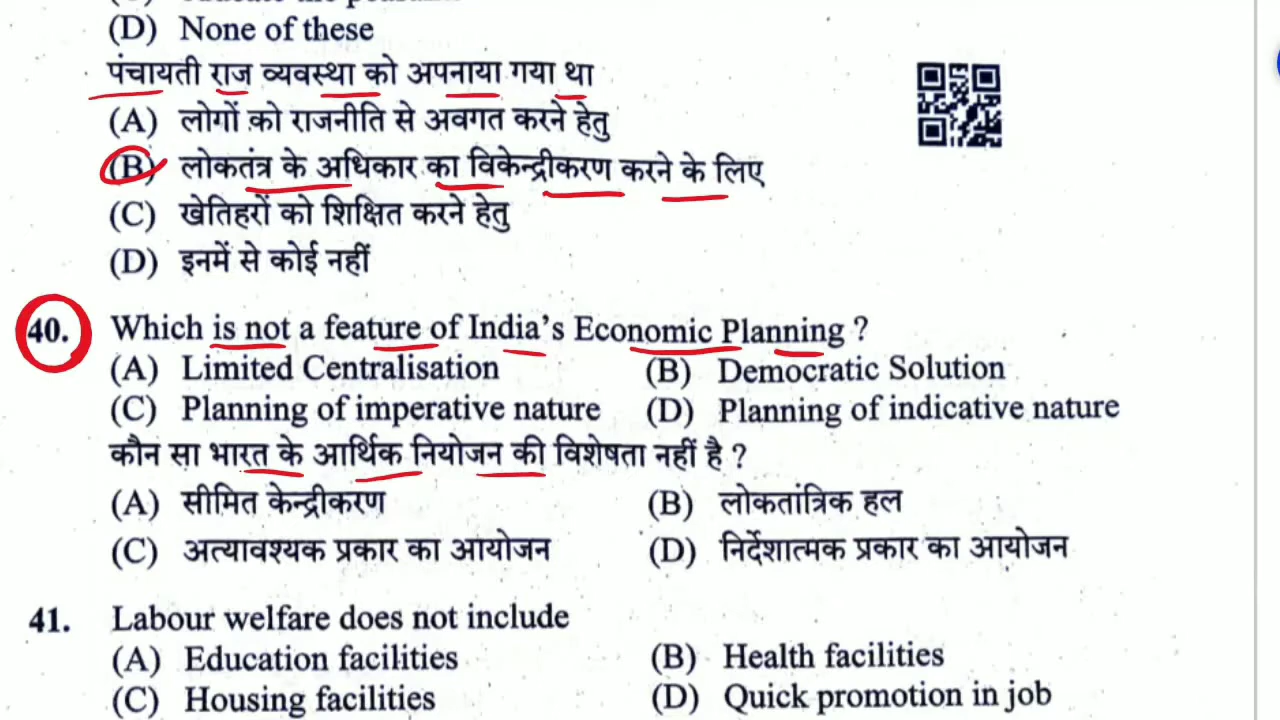 (D) None of these
पंचायती राज व्यवस्था को अपनाया गया था
(A) लोगों को राजनीति से अवगत करने हेतु
(B) लोकतंत्र के अधिकार का विकेन्द्रीकरण करने के लिए
(C) खेतिहरों को शिक्षित करने हेतु
(D) इनमें से कोई नहीं
40. Which is not a feature of India's Economic Planning ?
(A) Limited Centralisation (B) Democratic Solution
(C) Planning of imperative nature (D) Planning of indicative nature
कौन सा भारत के आर्थिक नियोजन की विशेषता नहीं है ?
(A) सीमित केन्द्रीकरण (B) लोकतांत्रिक हल
(C) अत्यावश्यक प्रकार का आयोजन (D) निर्देशात्मक प्रकार का आयोजन
41. Labour welfare does not include
(A) Education facilities (B) Health facilities
(C) Housing facilities (D) Quick promotion in job